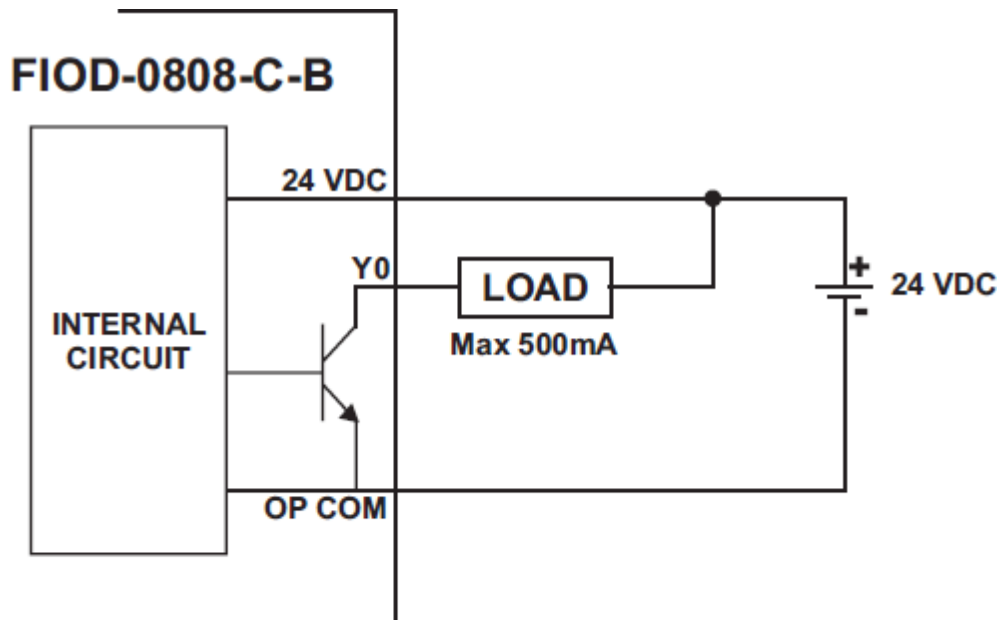 FIOD-0808-C-B
24 VDC
Y0
LOAD
Max 500mA
INTERNAL
CIRCUIT
OP COM
+
24 VDC
-